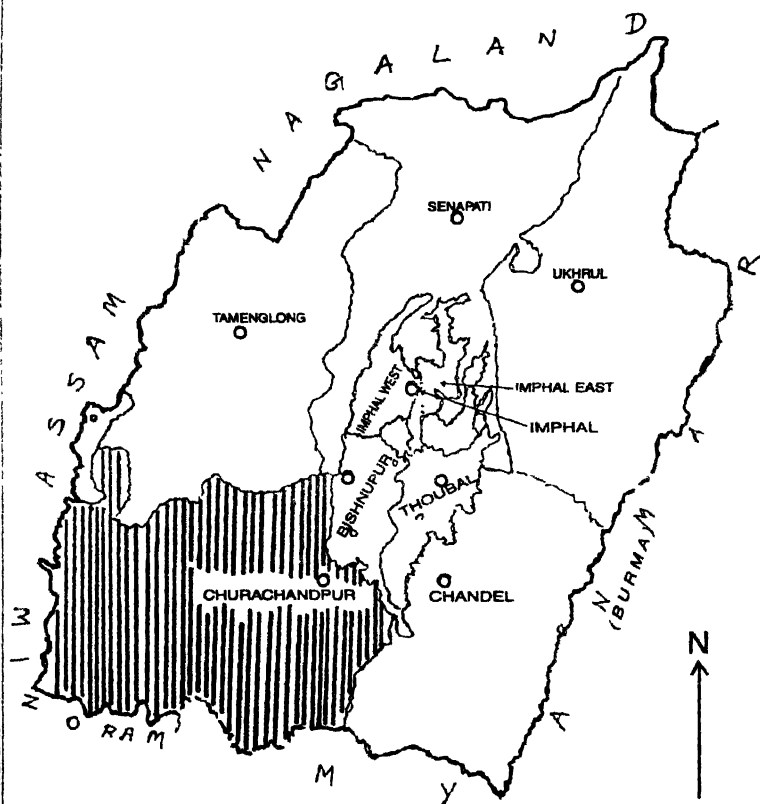 NAGALAND
SENAPATI
UKHRUL
TAMENGLONG
ASSAM
IMPHAL WEST
IMPHAL EAST
IMPHAL
BISHNUPUR
THOUBAL
CHURACHANDPUR
CHANDEL
MIZORAM
MYANMAR
(BURMA)
N